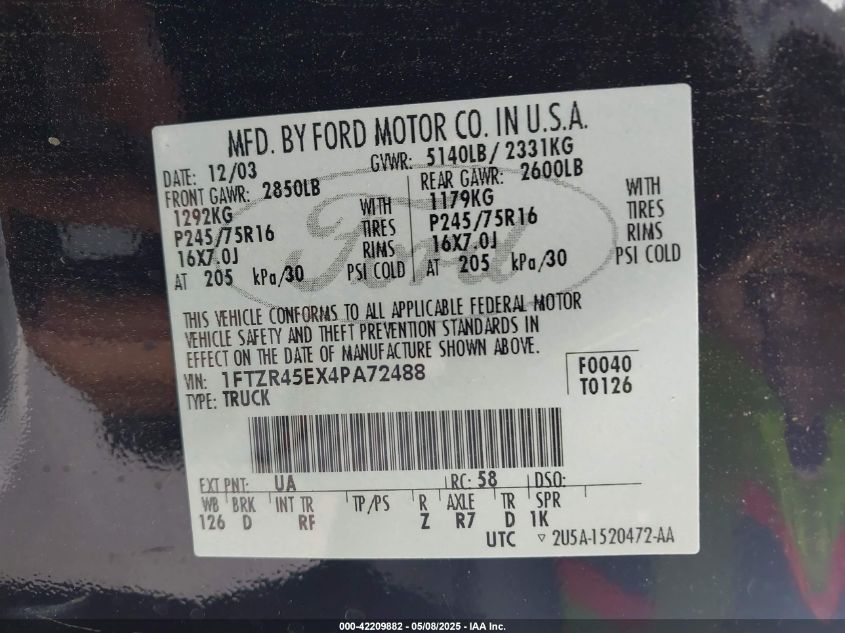 MFD. BY FORD MOTOR CO. IN U.S.A.
DATE: 12/03 GVWR: 5140LB/ 2331KG
FRONT GAWR: 2850LB REAR GAWR: 2600LB
1292KG WITH 1179KG WITH
P245/75R16 TIRES P245/75R16 TIRES
16X7.0J RIMS 16X7.0J RIMS
AT 205 kPa/30 PSI COLD AT 205 kPa/30 PSI COLD
Ford
THIS VEHICLE CONFORMS TO ALL APPLICABLE FEDERAL MOTOR
VEHICLE SAFETY AND THEFT PREVENTION STANDARDS IN
EFFECT ON THE DATE OF MANUFACTURE SHOWN ABOVE.
VIN: 1FTZR45EX4PA72488 F0040
TYPE: TRUCK T0126
EXT PNT: UA RC: 58 DSO:
WB BRK INT TR TP/PS R AXLE TR SPR
126 D RF Z R7 D 1K
UTC ▽ 2U5A-1520472-AA
000-42209882 - 05/08/2025 - IAA Inc.